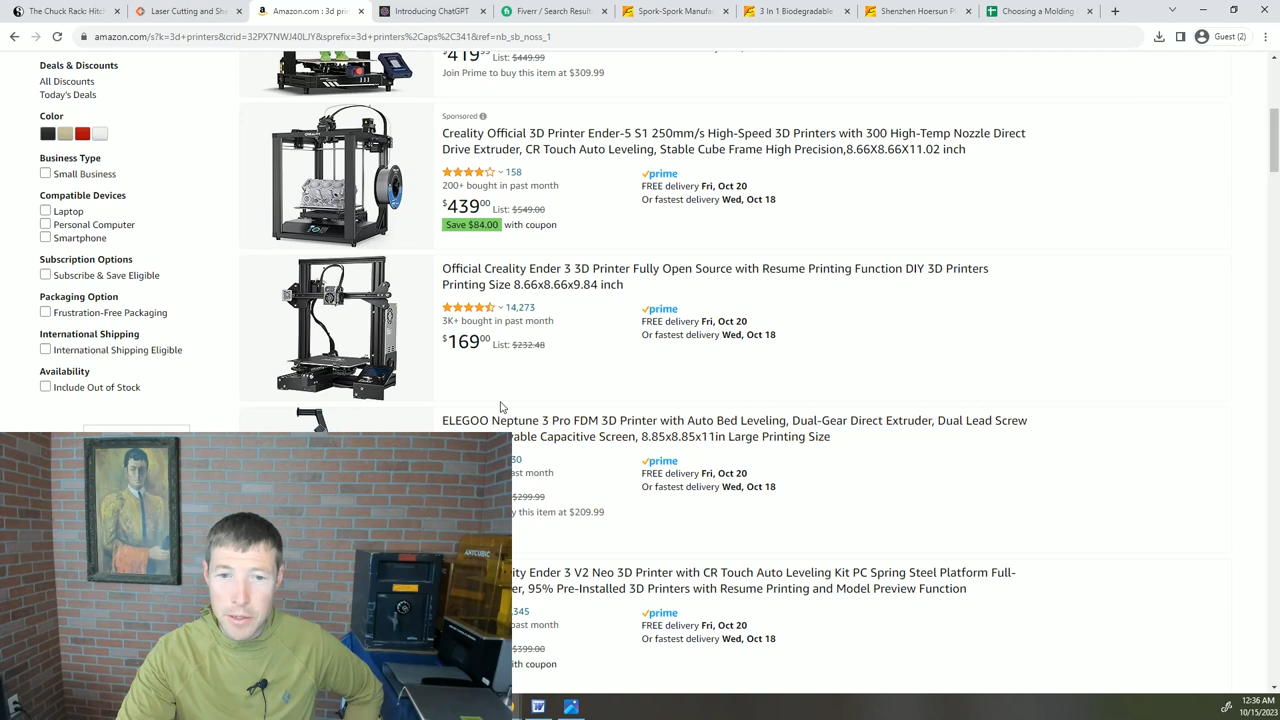 The Chuck Rack: Hitch
Laser Cutting and She
Amazon.com : 3d prin
Introducing ChatGPT
Fiverr / Search Results
Spork-Spork Manufa
3 In 1 Biodegradable
Shenzhen Hoersun P
Choosing a Molding
amazon.com/s?k=3d+printers&crid=32PX7NWJ40LJY&sprefix=3d+printers%2Caps%2C341&ref=nb_sb_noss_1
Guest (2)
Deals & Discounts
All Discounts
Today's Deals
Color
Business Type
Small Business
Compatible Devices
Laptop
Personal Computer
Smartphone
Subscription Options
Subscribe & Save Eligible
Packaging Option
Frustration-Free Packaging
International Shipping
International Shipping Eligible
Availability
Include Out of Stock
$419 99 List: $449.99
Join Prime to buy this item at $309.99
Sponsored
Creality Official 3D Printer Ender-5 S1 250mm/s High-Speed 3D Printers with 300 High-Temp Nozzle Direct
Drive Extruder, CR Touch Auto Leveling, Stable Cube Frame High Precision,8.66X8.66X11.02 inch
158
200+ bought in past month
$439 00 List: $549.00
Save $84.00 with coupon
prime
FREE delivery Fri, Oct 20
Or fastest delivery Wed, Oct 18
Official Creality Ender 3 3D Printer Fully Open Source with Resume Printing Function DIY 3D Printers
Printing Size 8.66x8.66x9.84 inch
14,273
3K+ bought in past month
$169 00 List: $232.48
prime
FREE delivery Fri, Oct 20
Or fastest delivery Wed, Oct 18
ELEGOO Neptune 3 Pro FDM 3D Printer with Auto Bed Leveling, Dual-Gear Direct Extruder, Dual Lead Screw
vable Capacitive Screen, 8.85x8.85x11in Large Printing Size
30
ast month
$299.99
y this item at $209.99
prime
FREE delivery Fri, Oct 20
Or fastest delivery Wed, Oct 18
ity Ender 3 V2 Neo 3D Printer with CR Touch Auto Leveling Kit PC Spring Steel Platform Full-
er, 95% Pre-Installed 3D Printers with Resume Printing and Model Preview Function
345
ast month
$399.00
ith coupon
prime
FREE delivery Fri, Oct 20
Or fastest delivery Wed, Oct 18
ANYCUBIC
12:36 AM
10/15/2023